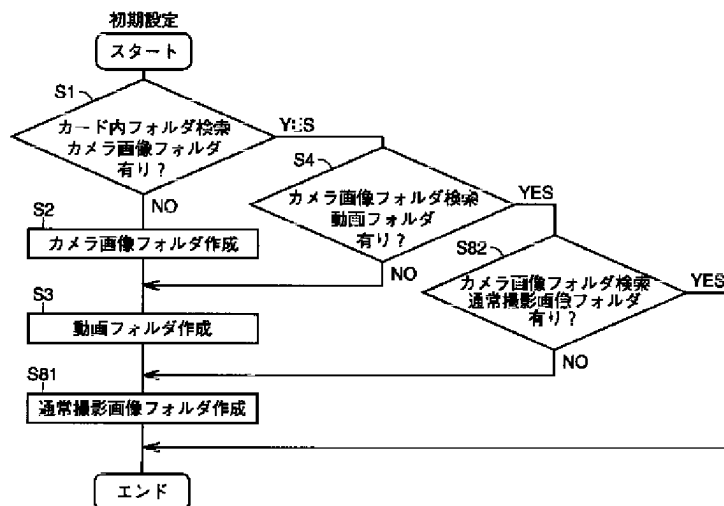 初期設定
スタート
S1
カード内フォルダ検索
カメラ画像フォルダ
有り？
YES
NO
S4
カメラ画像フォルダ検索
動画フォルダ
有り？
YES
NO
S82
カメラ画像フォルダ検索
通常撮影画像フォルダ
有り？
YES
NO
S2
カメラ画像フォルダ作成
S3
動画フォルダ作成
S81
通常撮影画像フォルダ作成
エンド